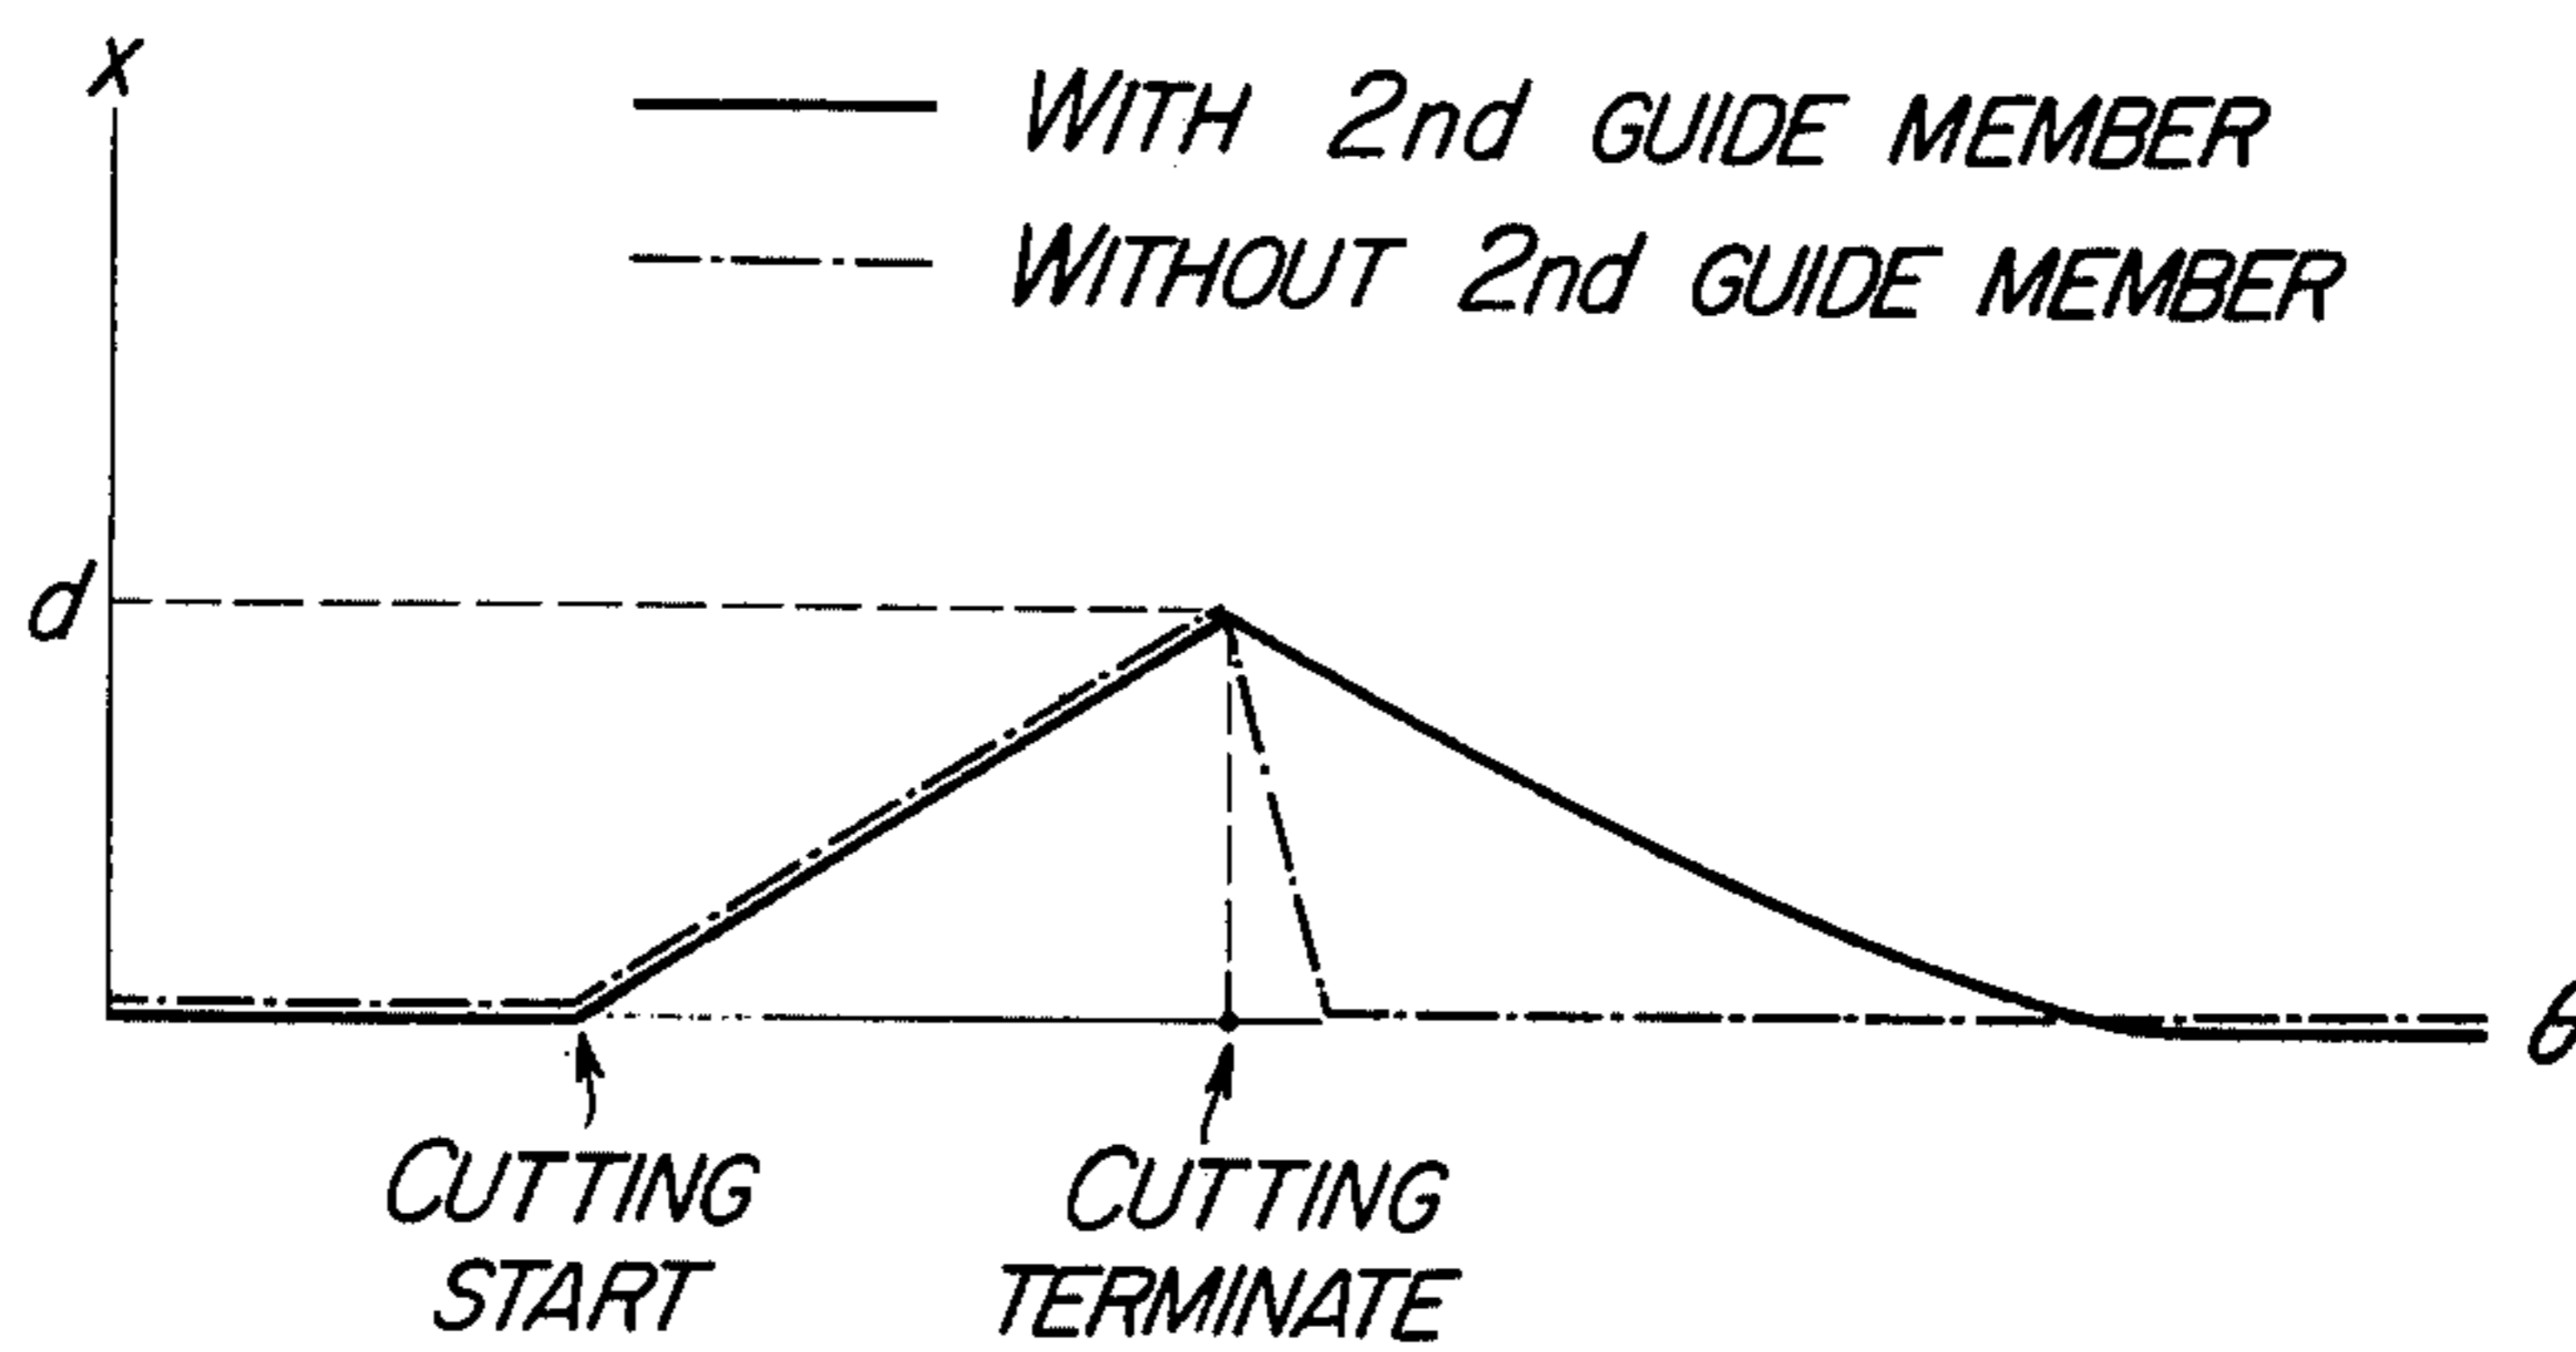 x
WITH 2nd GUIDE MEMBER
WITHOUT 2nd GUIDE MEMBER
d
CUTTING
START
CUTTING
TERMINATE